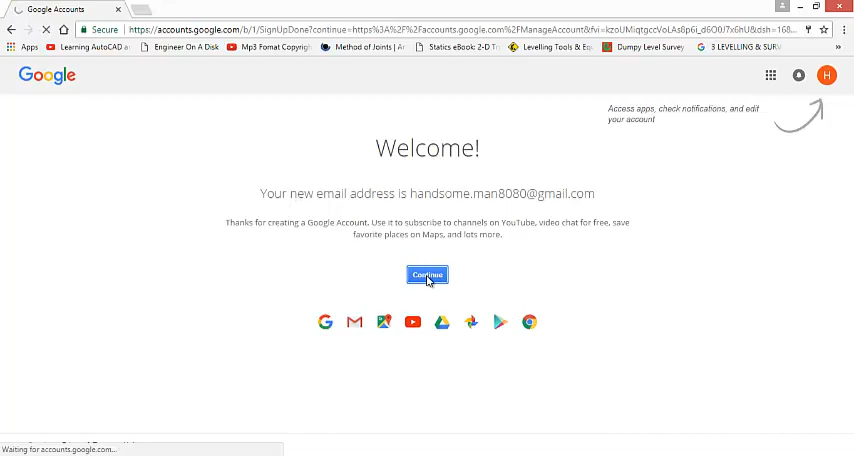 Google Accounts
Secure https://accounts.google.com/b/1/SignUpDone?continue=https%3A%2F%2Faccounts.google.com%2FManageAccount&fvi=kzoUMiqtgccVoLAs8p6i_d6O0J7x6hU&dsh=168...
Apps Learning AutoCAD a Engineer On A Disk Mp3 Fomat Copyrigh Method of Joints | Ar Statics eBook: 2-D Tr Levelling Tools & Eq Dumpy Level Survey 3 LEVELLING & SURV »
Google H
Access apps, check notifications, and edit
your account
Welcome!
Your new email address is handsome.man8080@gmail.com
Thanks for creating a Google Account. Use it to subscribe to channels on YouTube, video chat for free, save
favorite places on Maps, and lots more.
Continue
Waiting for accounts.google.com...